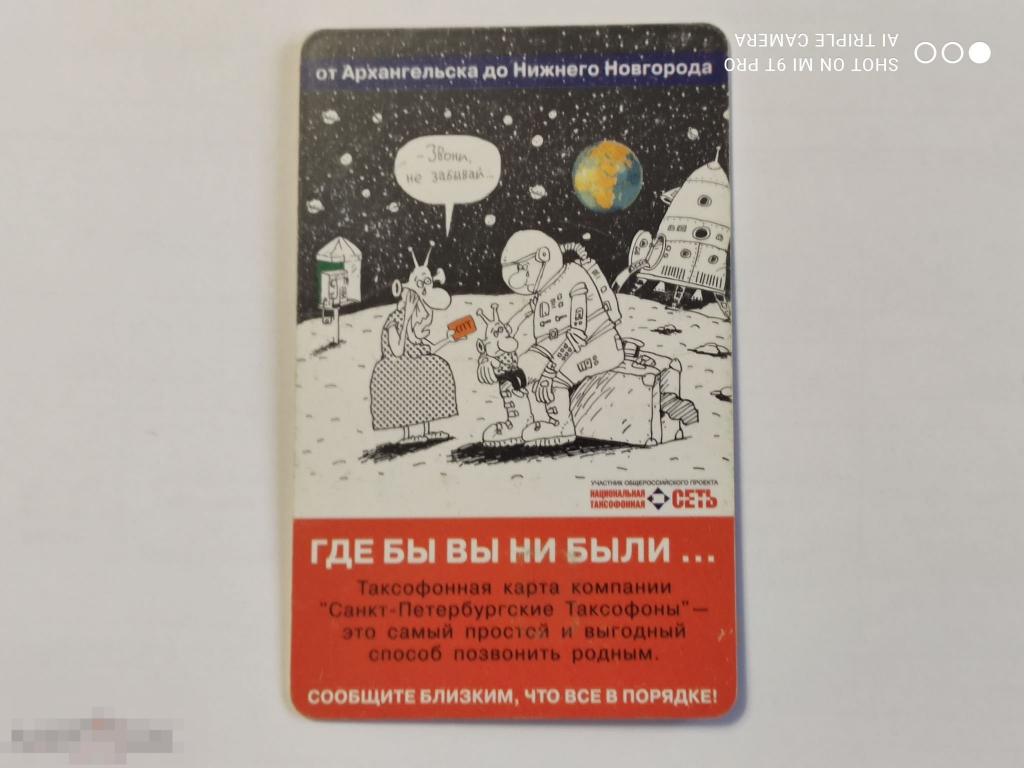 от Архангельска до Нижнего Новгорода
-Звони,
не забывай...
СПТ
УЧАСТНИК ОБЩЕРОССИЙСКОГО ПРОЕКТА
НАЦИОНАЛЬНАЯ
ТАКСОФОННАЯ
СЕТЬ
ГДЕ БЫ ВЫ НИ БЫЛИ ...
Таксофонная карта компании
"Санкт-Петербургские Таксофоны"—
это самый простой и выгодный
способ позвонить родным.
СООБЩИТЕ БЛИЗКИМ, ЧТО ВСЕ В ПОРЯДКЕ!
SHOT ON MI 9T PRO
AI TRIPLE CAMERA